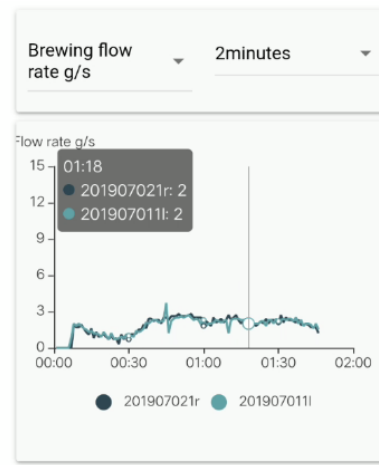 Brewing flow
rate g/s
2minutes
Flow rate g/s
15
01:18
201907021r: 2
12
201907011l: 2
9
6
3
0
00:00
00:30
01:00
01:30
02:00
201907021r
201907011l